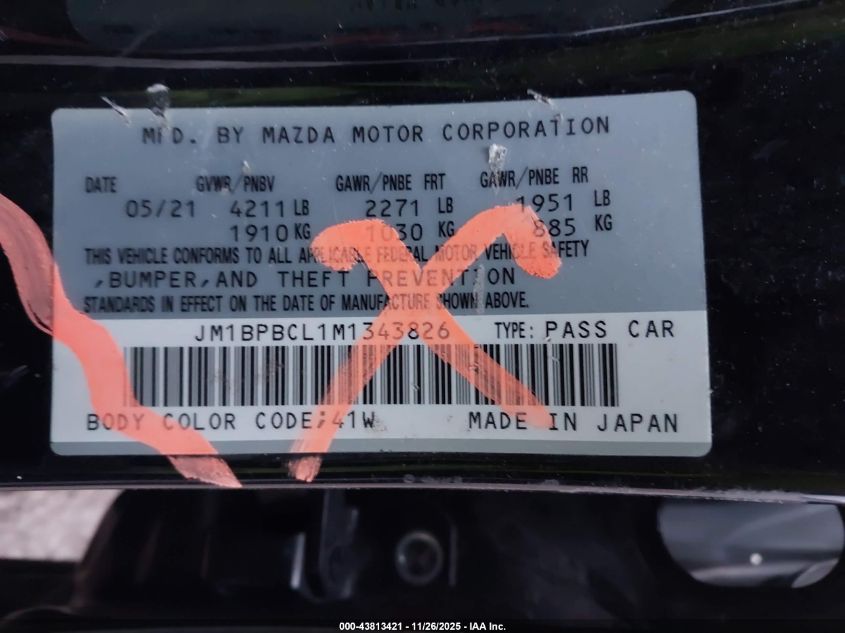 MFD. BY MAZDA MOTOR CORPORATION
DATE GVWR/PNBV GAWR/PNBE FRT GAWR/PNBE RR
05/21 4211 LB 2271 LB 1951 LB
1910 KG 1030 KG 885 KG
THIS VEHICLE CONFORMS TO ALL APPLICABLE FEDERAL MOTOR VEHICLE SAFETY
,BUMPER,AND THEFT PREVENTION
STANDARDS IN EFFECT ON THE DATE OF MANUFACTURE SHOWN ABOVE.
JM1BPBCL1M1343826 TYPE: PASS CAR
BODY COLOR CODE:41W MADE IN JAPAN
000-43813421 - 11/26/2025 - IAA Inc.